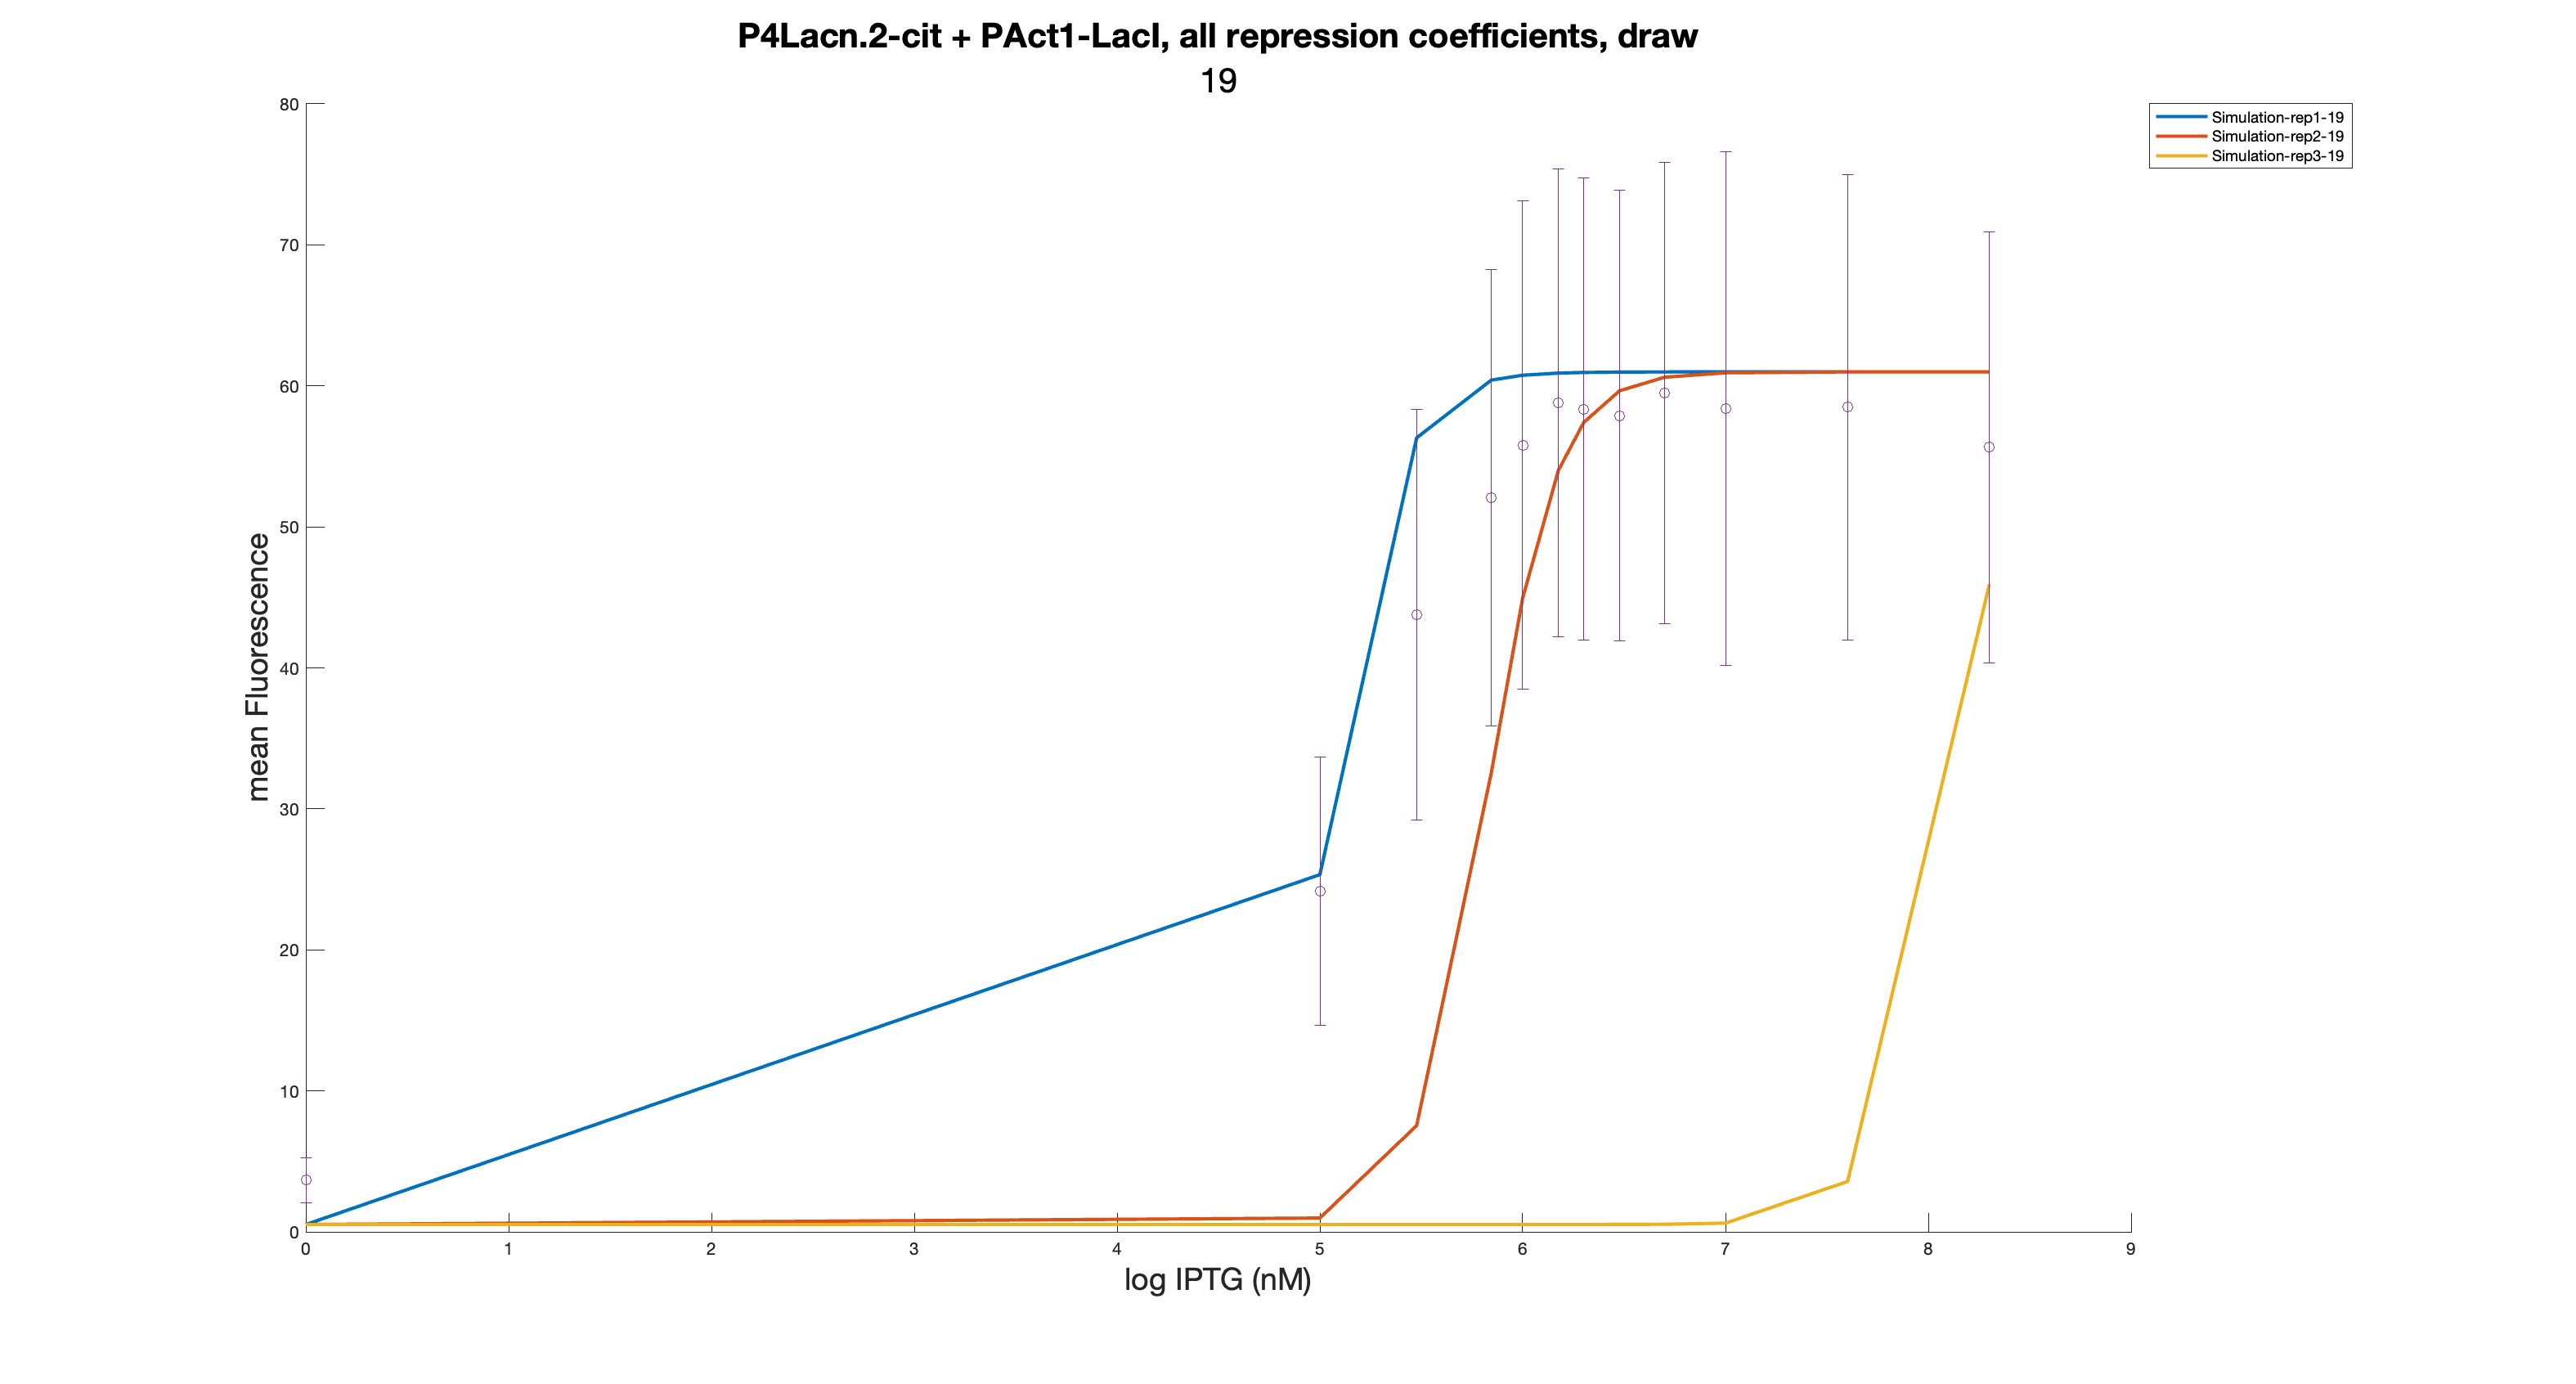 P4Lacn.2-cit + PAct1-LacI, all repression coefficients, draw
19
80
70
60
50
40
30
20
10
0
mean Fluorescence
0 1 2 3 4 5 6 7 8 9
log IPTG (nM)
Simulation-rep1-19
Simulation-rep2-19
Simulation-rep3-19